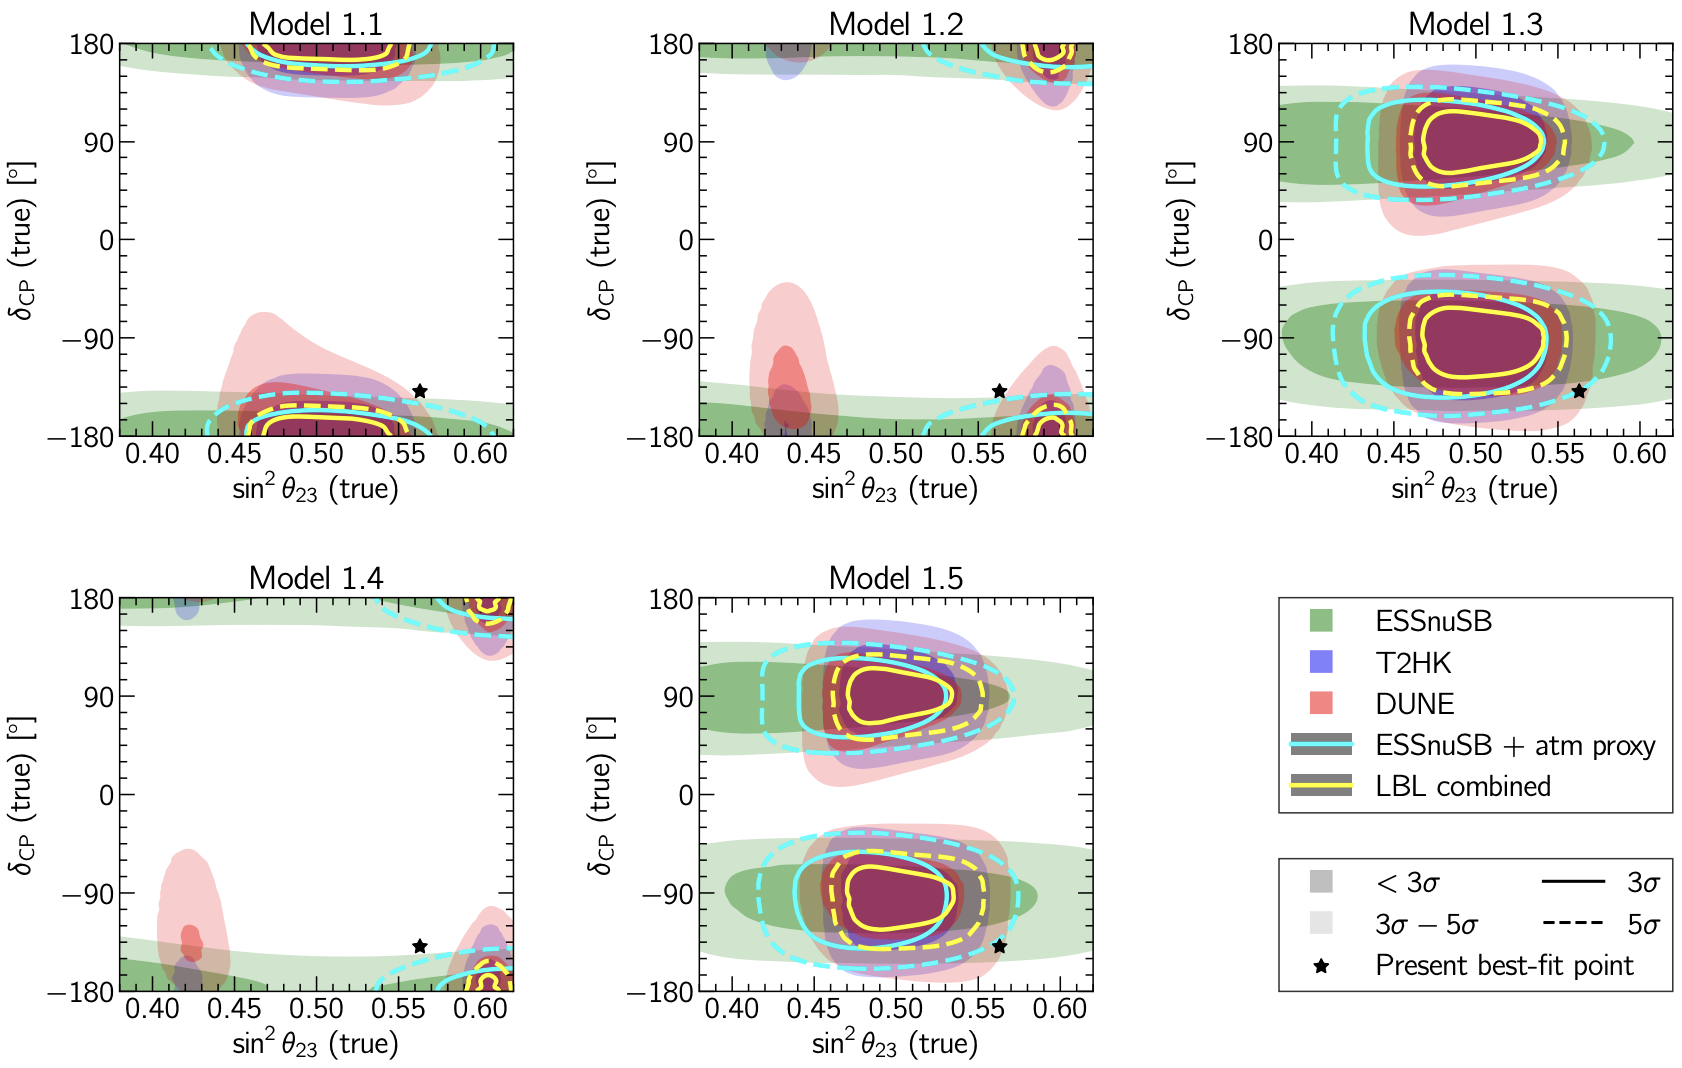 Model 1.1
180
90
0
−90
−180
0.40 0.45 0.50 0.55 0.60
sin² θ₂₃ (true)
δCP (true) [°]
Model 1.2
180
90
0
−90
−180
0.40 0.45 0.50 0.55 0.60
sin² θ₂₃ (true)
δCP (true) [°]
Model 1.3
180
90
0
−90
−180
0.40 0.45 0.50 0.55 0.60
sin² θ₂₃ (true)
δCP (true) [°]
Model 1.4
180
90
0
−90
−180
0.40 0.45 0.50 0.55 0.60
sin² θ₂₃ (true)
δCP (true) [°]
Model 1.5
180
90
0
−90
−180
0.40 0.45 0.50 0.55 0.60
sin² θ₂₃ (true)
δCP (true) [°]
ESSnuSB
T2HK
DUNE
ESSnuSB + atm proxy
LBL combined
< 3σ 3σ
3σ − 5σ 5σ
Present best-fit point